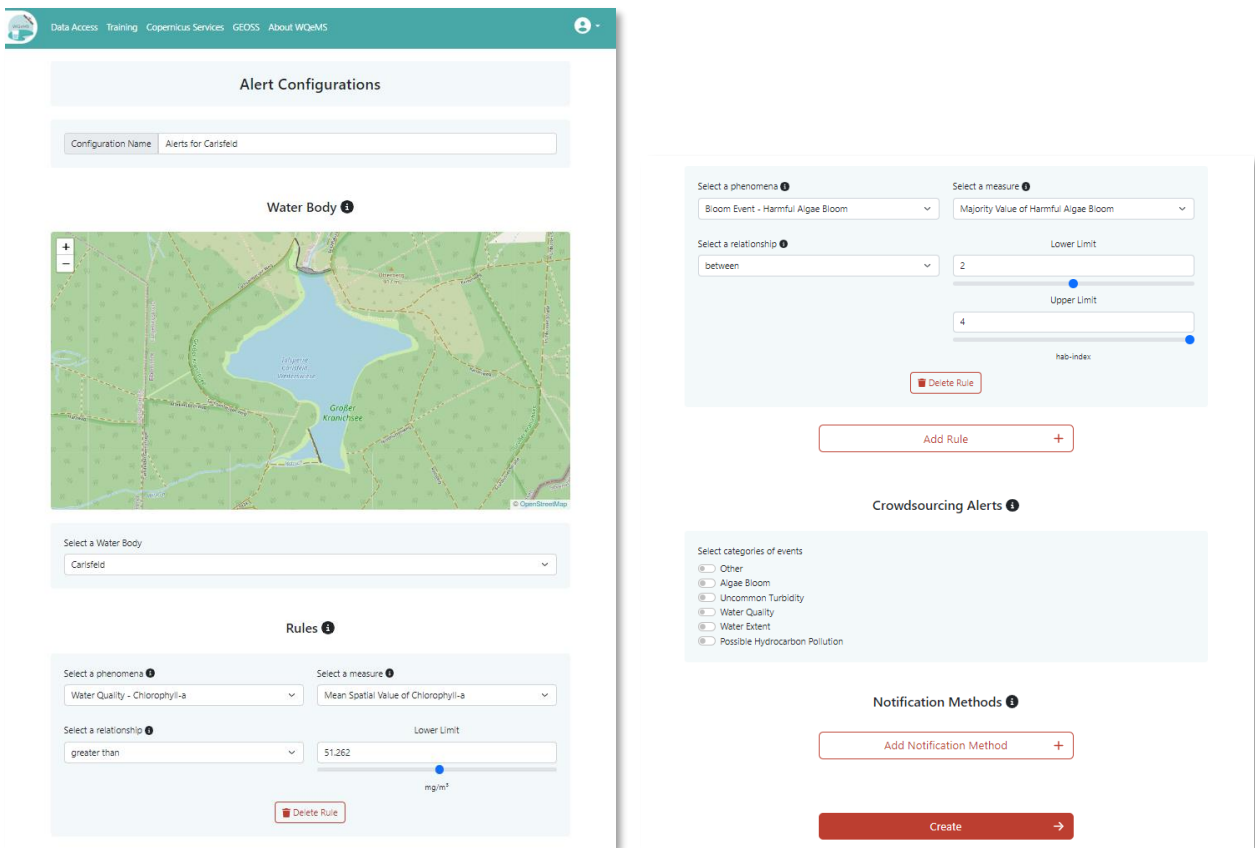 Data Access Training Copernicus Services GEOSS About WQeMS
Alert Configurations
Configuration Name Alerts for Carlsfeld
Water Body
+
−
Großer
Kranichsee
© OpenStreetMap
Select a Water Body
Carlsfeld
Rules
Select a phenomena Select a measure
Water Quality - Chlorophyll-a Mean Spatial Value of Chlorophyll-a
Select a relationship Lower Limit
greater than 51.262
mg/m³
Delete Rule
Select a phenomena Select a measure
Bloom Event - Harmful Algae Bloom Majority Value of Harmful Algae Bloom
Select a relationship Lower Limit
between 2
Upper Limit
4
hab-index
Delete Rule
Add Rule +
Crowdsourcing Alerts
Select categories of events
Other
Algae Bloom
Uncommon Turbidity
Water Quality
Water Extent
Possible Hydrocarbon Pollution
Notification Methods
Add Notification Method +
Create →